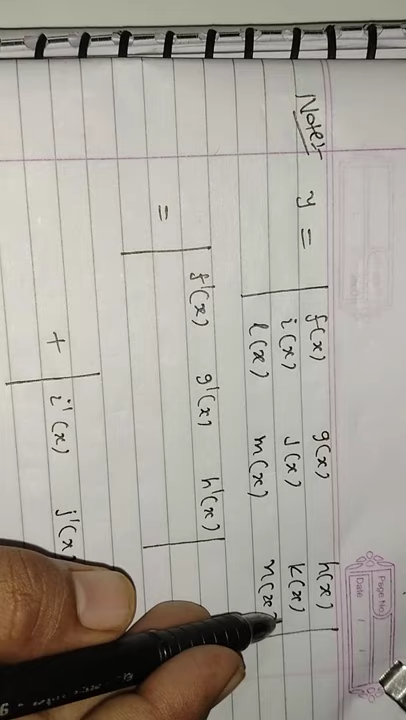 Note:- y = | f(x) g(x) h(x) |
i(x) j(x) k(x)
l(x) m(x) n(x)
= | f'(x) g'(x) h'(x) |
+ | i'(x) j'(x)
Page No.
Date / /